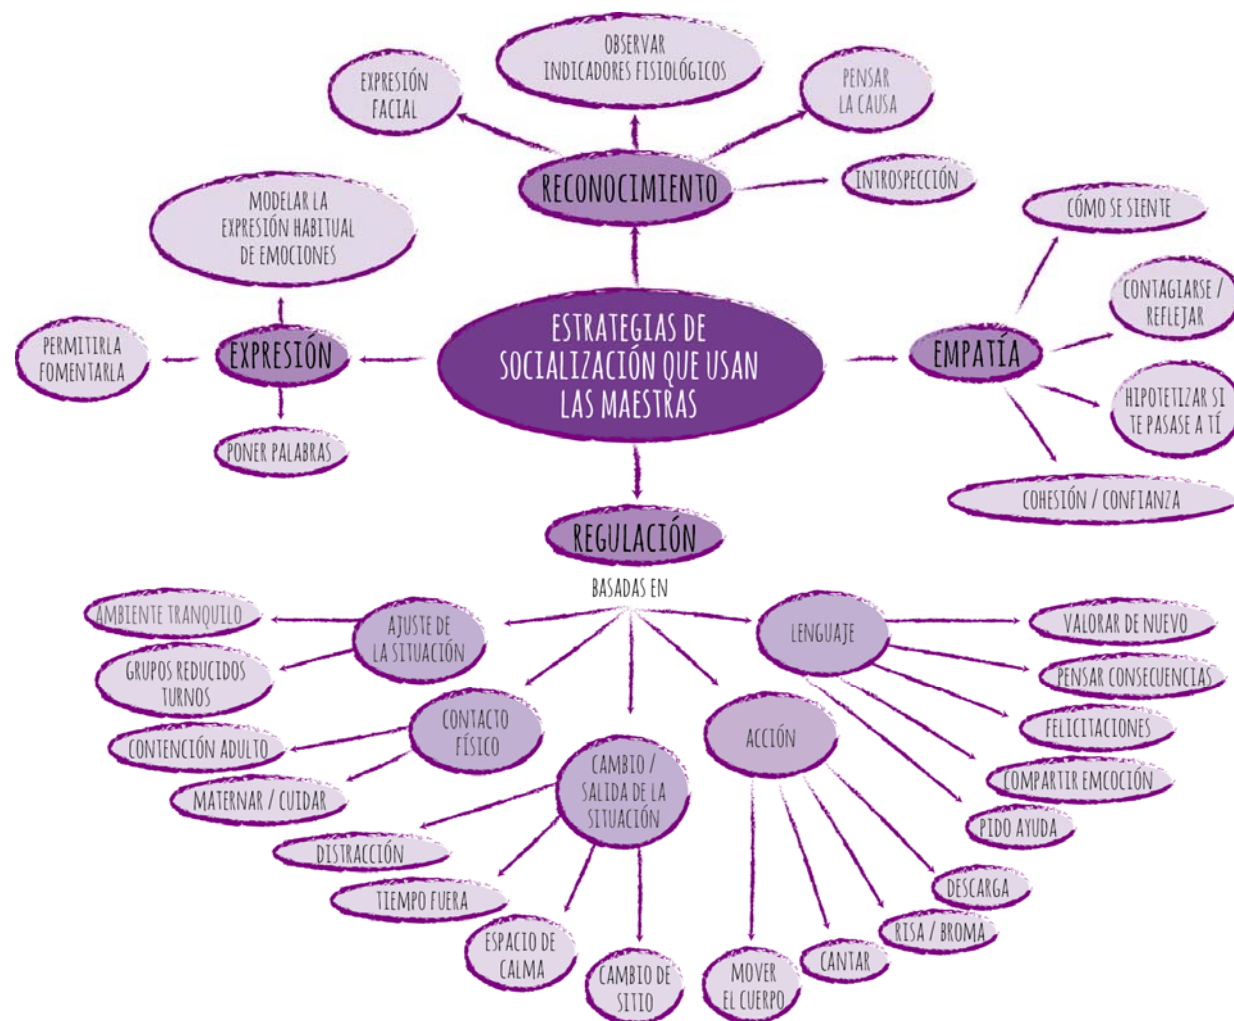 OBSERVAR
INDICADORES FISIOLÓGICOS
EXPRESIÓN
FACIAL
PENSAR
LA CAUSA
RECONOCIMIENTO
INTROSPECCIÓN
MODELAR LA
EXPRESIÓN HABITUAL
DE EMOCIONES
PERMITIRLA
FOMENTARLA
EXPRESIÓN
PONER PALABRAS
ESTRATEGIAS DE
SOCIALIZACIÓN QUE USAN
LAS MAESTRAS
CÓMO SE SIENTE
CONTAGIARSE /
REFLEJAR
EMPATÍA
HIPOTETIZAR SI
TE PASASE A TÍ
COHESIÓN / CONFIANZA
REGULACIÓN
BASADAS EN
AJUSTE DE
LA SITUACIÓN
AMBIENTE TRANQUILO
GRUPOS REDUCIDOS
TURNOS
CONTACTO
FÍSICO
CONTENCIÓN ADULTO
MATERNAR / CUIDAR
CAMBIO /
SALIDA DE LA
SITUACIÓN
DISTRACCIÓN
TIEMPO FUERA
ESPACIO DE
CALMA
CAMBIO DE
SITIO
ACCIÓN
MOVER
EL CUERPO
CANTAR
RISA / BROMA
DESCARGA
LENGUAJE
VALORAR DE NUEVO
PENSAR CONSECUENCIAS
FELICITACIONES
COMPARTIR EMCOCIÓN
PIDO AYUDA